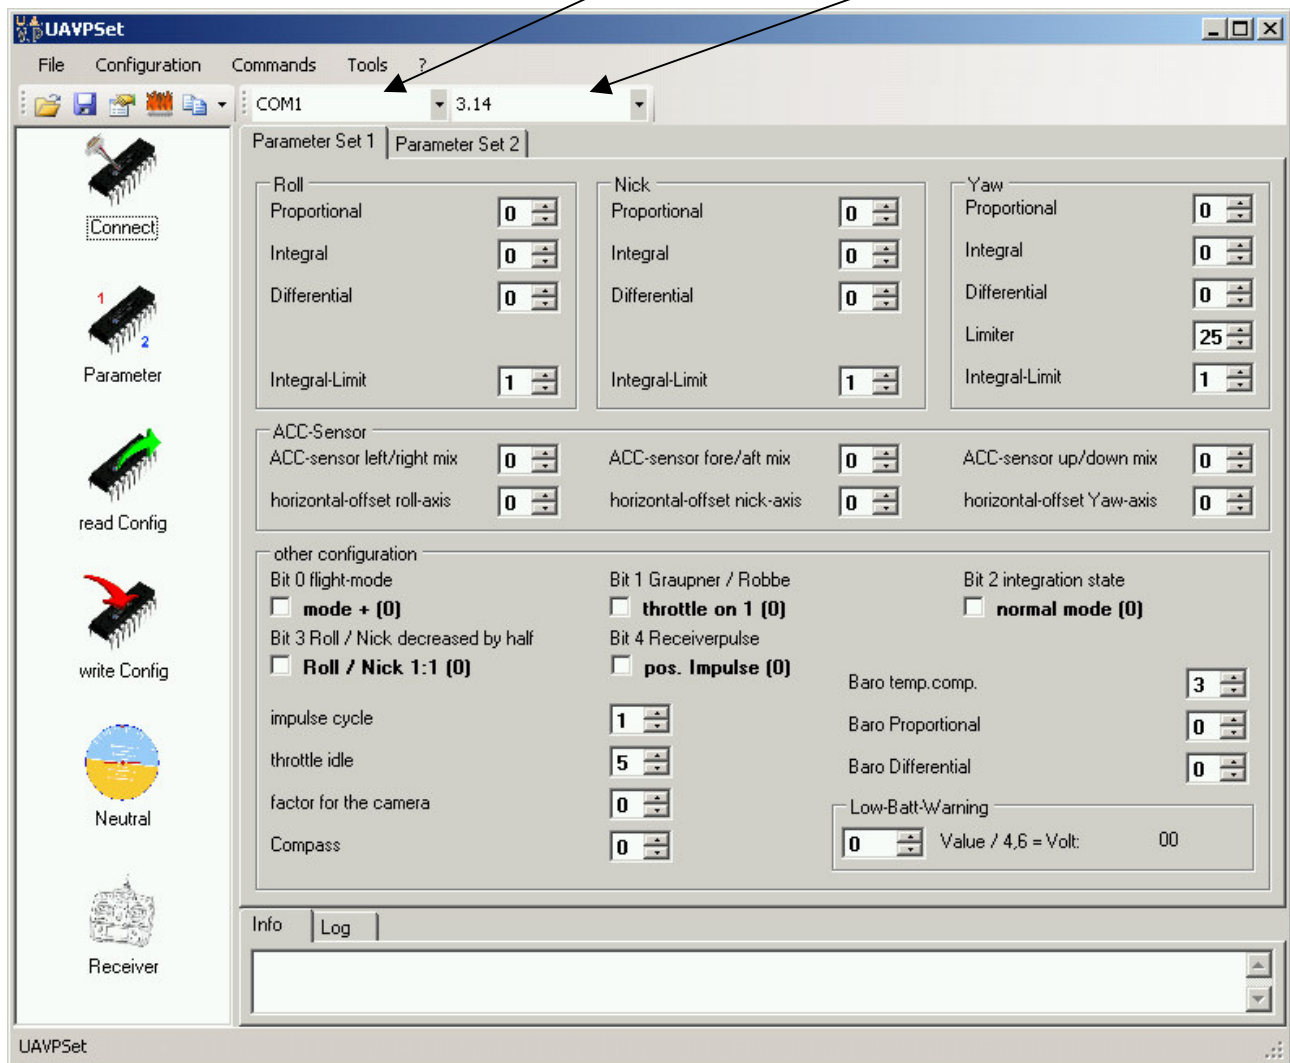 UAVPSet
File Configuration Commands Tools ?
COM1 3.14
Connect
1
2
Parameter
read Config
write Config
Neutral
Receiver
Parameter Set 1 Parameter Set 2
Roll
Proportional 0
Integral 0
Differential 0
Integral-Limit 1
Nick
Proportional 0
Integral 0
Differential 0
Integral-Limit 1
Yaw
Proportional 0
Integral 0
Differential 0
Limiter 25
Integral-Limit 1
ACC-Sensor
ACC-sensor left/right mix 0 ACC-sensor fore/aft mix 0 ACC-sensor up/down mix 0
horizontal-offset roll-axis 0 horizontal-offset nick-axis 0 horizontal-offset Yaw-axis 0
other configuration
Bit 0 flight-mode Bit 1 Graupner / Robbe Bit 2 integration state
mode + (0) throttle on 1 (0) normal mode (0)
Bit 3 Roll / Nick decreased by half Bit 4 Receiverpulse
Roll / Nick 1:1 (0) pos. Impulse (0)
impulse cycle 1
throttle idle 5
factor for the camera 0
Compass 0
Baro temp.comp. 3
Baro Proportional 0
Baro Differential 0
Low-Batt-Warning
0 Value / 4,6 = Volt: 00
Info Log
UAVPSet